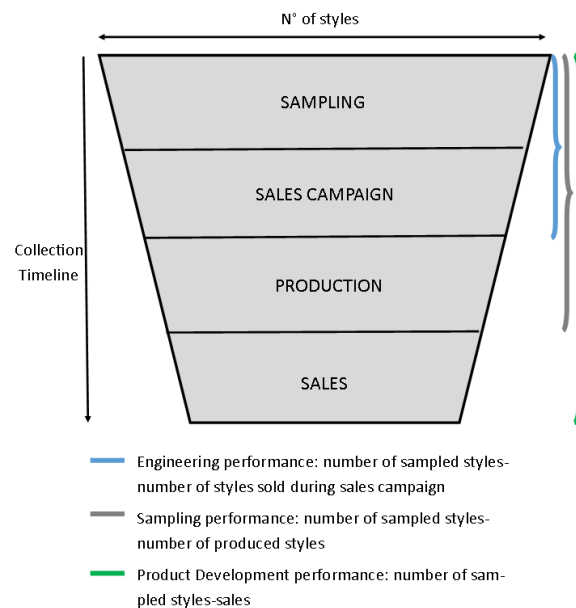 N° of styles
SAMPLING
SALES CAMPAIGN
Collection
Timeline
PRODUCTION
SALES
Engineering performance: number of sampled styles-
number of styles sold during sales campaign
Sampling performance: number of sampled styles-
number of produced styles
Product Development performance: number of sam-
pled styles-sales